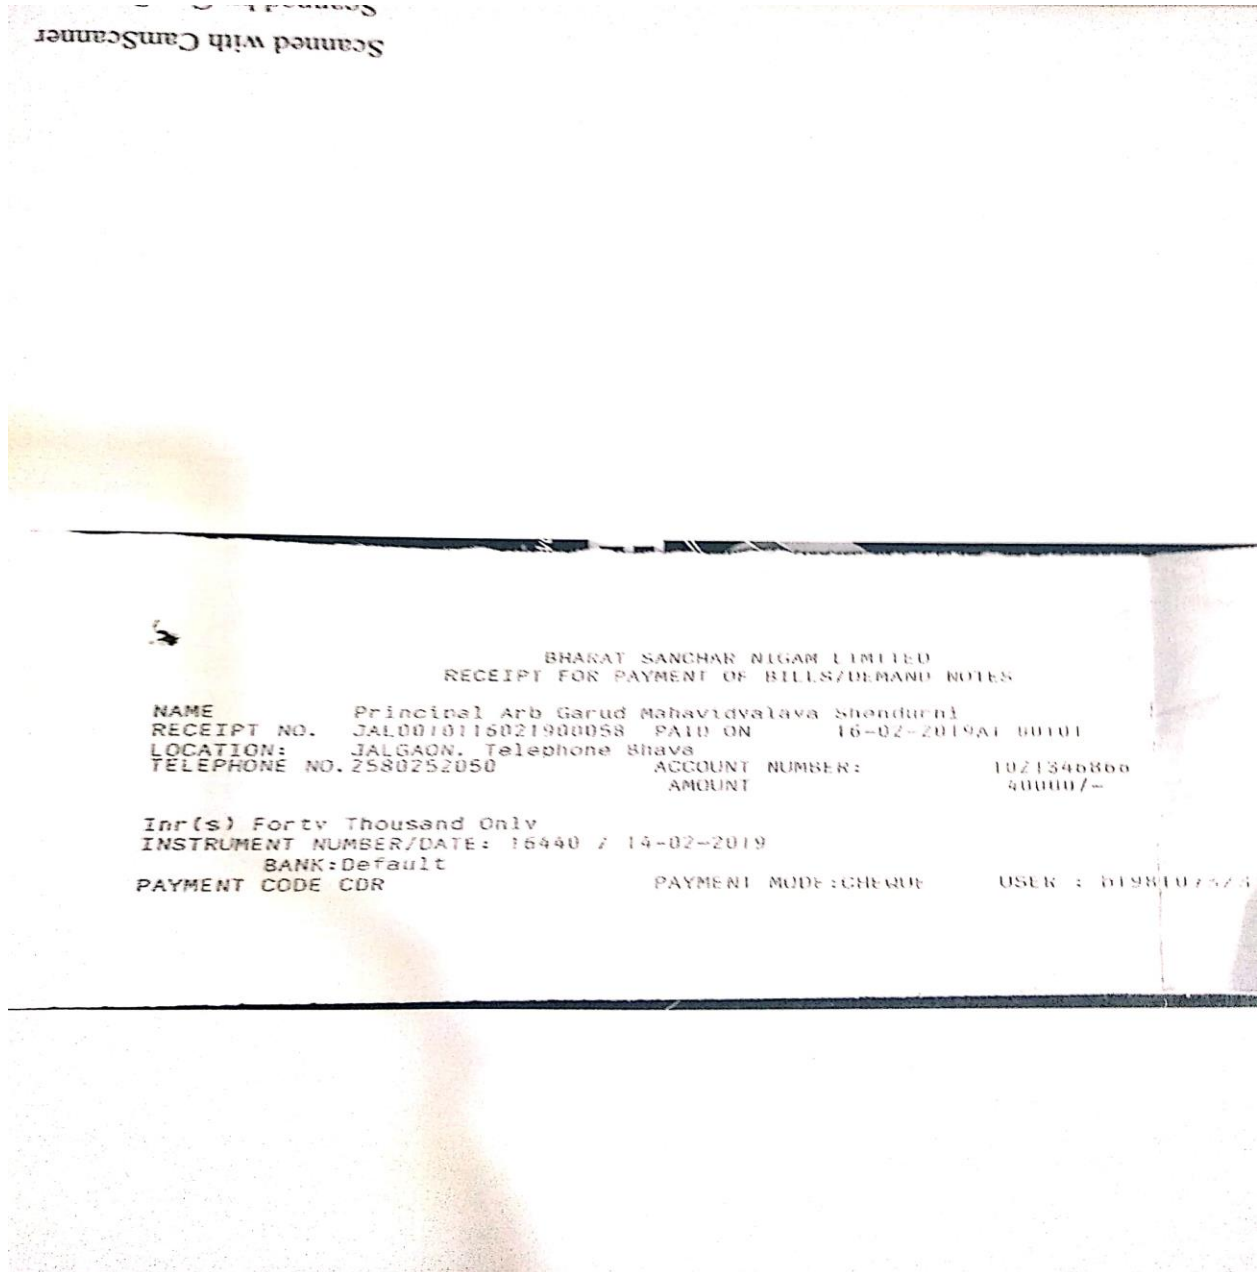 Scanned with CamScanner
BHARAT SANCHAR NIGAM LIMITED
RECEIPT FOR PAYMENT OF BILLS/DEMAND NOTES
NAME Principal Arb Garud Mahavidyalaya Shendurni
RECEIPT NO. JAL0010116021900058 PAID ON 16-02-2019AT
LOCATION: JALGAON. Telephone Bhava
TELEPHONE NO.2580252050 ACCOUNT NUMBER: 1021346866
AMOUNT 40000/-
Inr(s) Forty Thousand Only
INSTRUMENT NUMBER/DATE: 16440 / 14-02-2019
BANK:Default
PAYMENT CODE CDR PAYMENT MODE:CHEQUE USER :